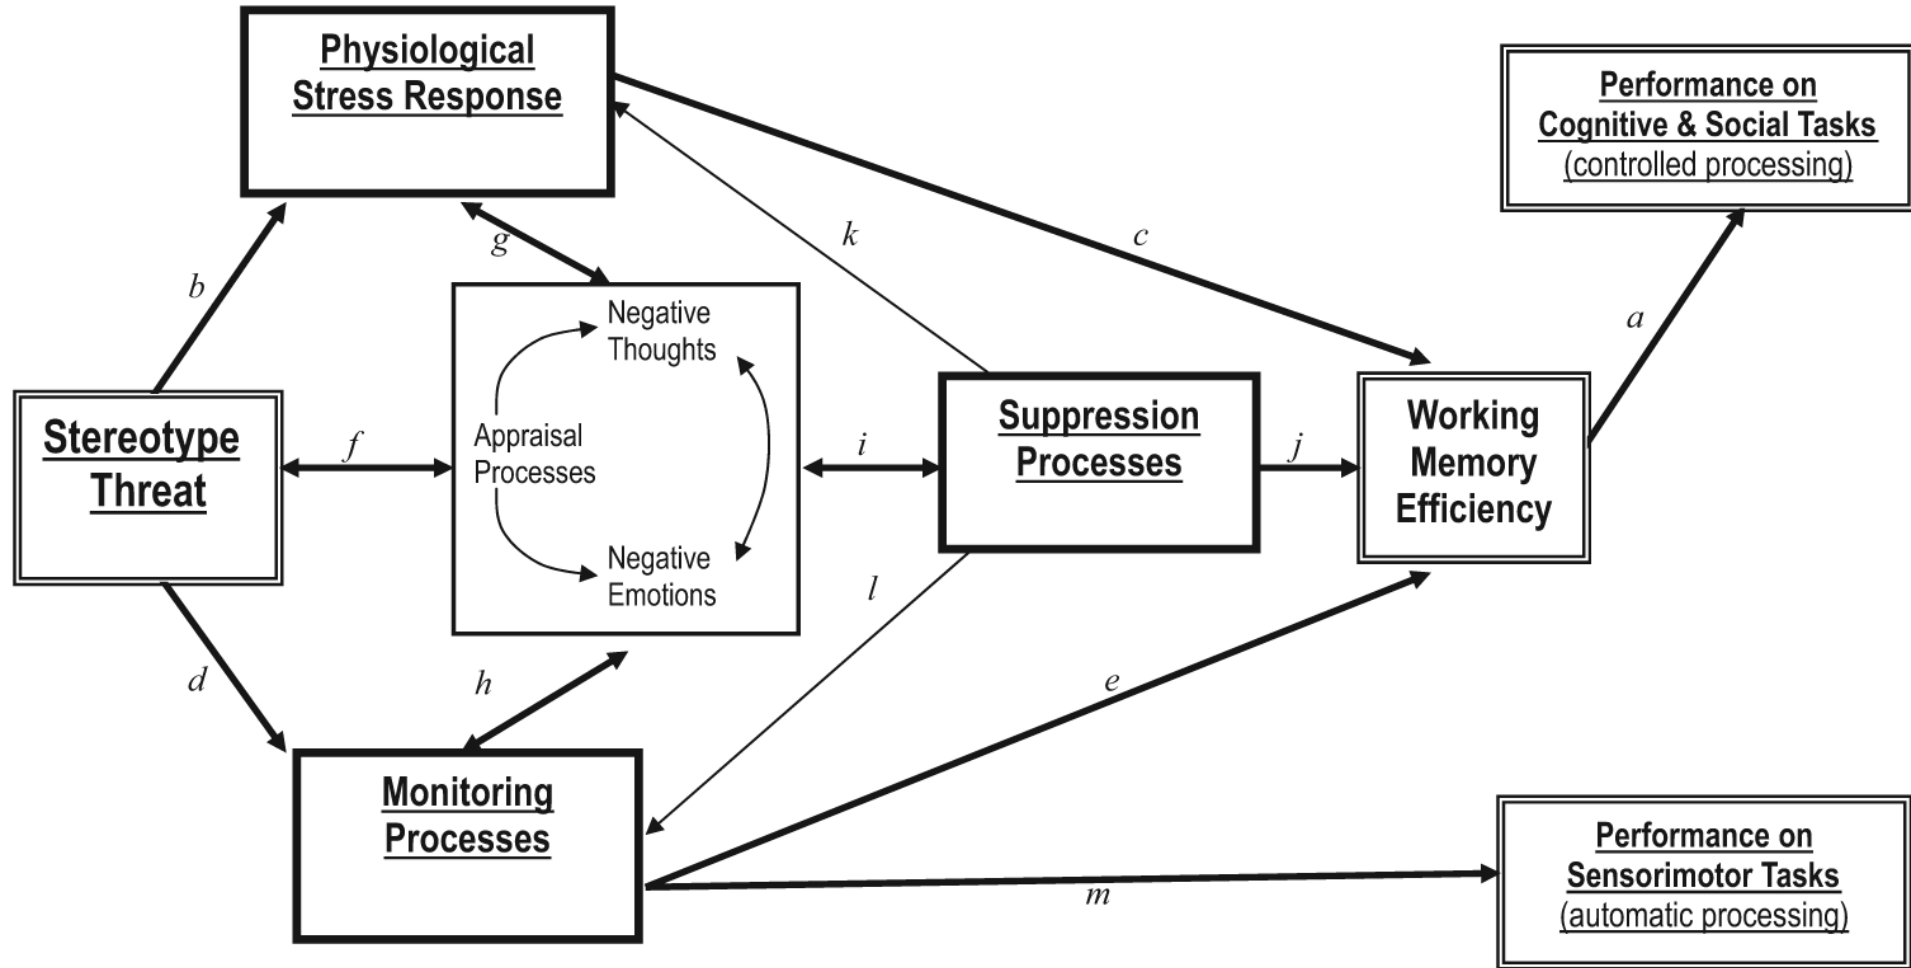 Physiological
Stress Response
Performance on
Cognitive & Social Tasks
(controlled processing)
g
k
c
b
a
Negative
Thoughts
Appraisal
Processes
Negative
Emotions
Stereotype
Threat
f
i
Suppression
Processes
j
Working
Memory
Efficiency
l
d
h
e
Monitoring
Processes
m
Performance on
Sensorimotor Tasks
(automatic processing)